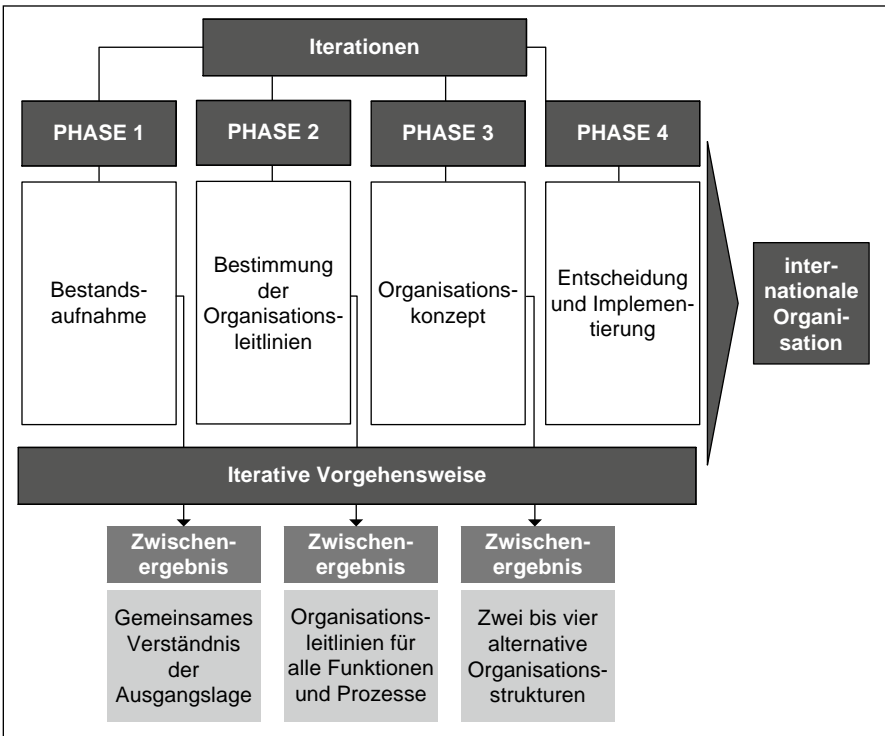 Iterationen
PHASE 1
PHASE 2
PHASE 3
PHASE 4
Bestands-
aufnahme
Bestimmung
der
Organisations-
leitlinien
Organisations-
konzept
Entscheidung
und Implemen-
tierung
inter-
nationale
Organi-
sation
Iterative Vorgehensweise
Zwischen-
ergebnis
Gemeinsames
Verständnis
der
Ausgangslage
Zwischen-
ergebnis
Organisations-
leitlinien für
alle Funktionen
und Prozesse
Zwischen-
ergebnis
Zwei bis vier
alternative
Organisations-
strukturen